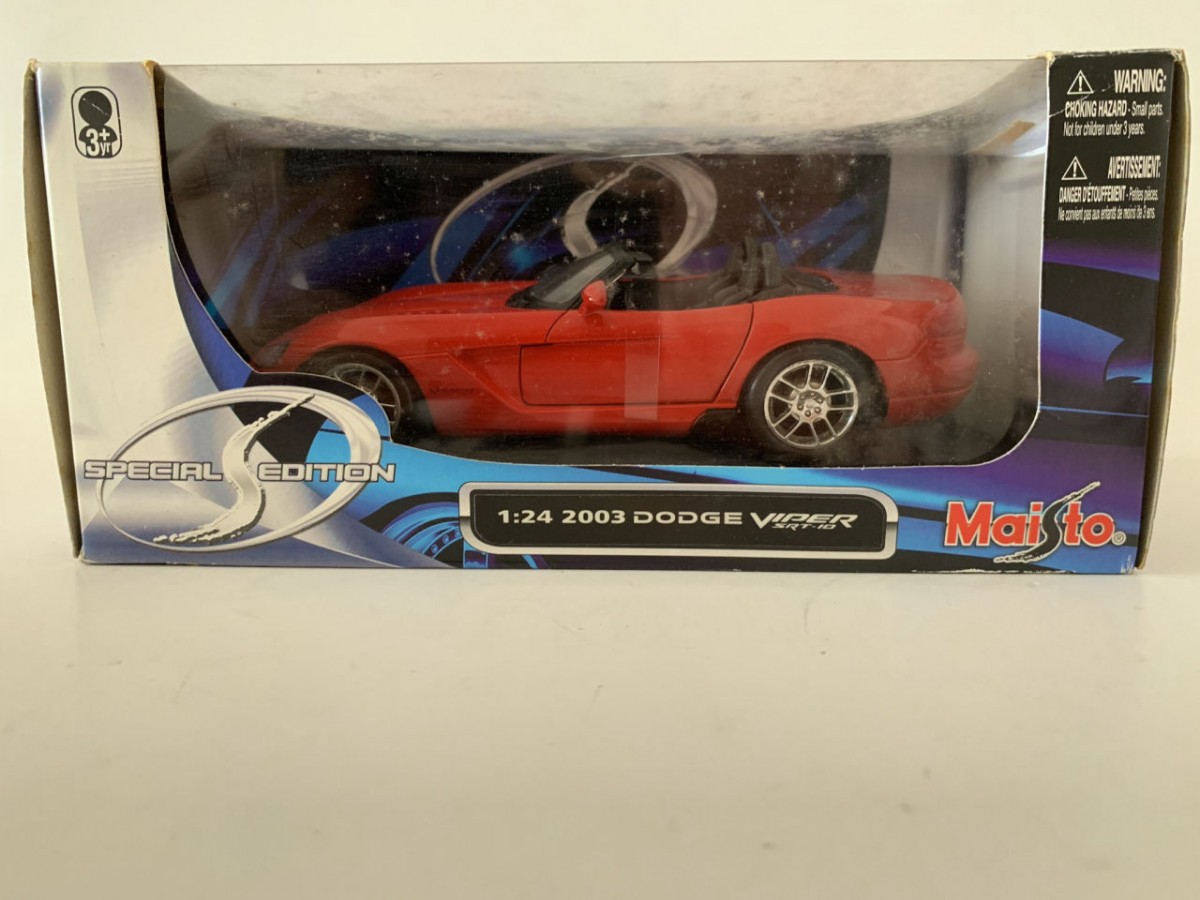 3+
yr
WARNING:
CHOKING HAZARD - Small parts.
Not for children under 3 years.
AVERTISSEMENT:
DANGER D'ÉTOUFFEMENT - Petites pièces.
Ne convient pas aux enfants de moins de 3 ans.
SPECIAL S EDITION
1:24 2003 DODGE VIPER
SRT-10
Maisto®